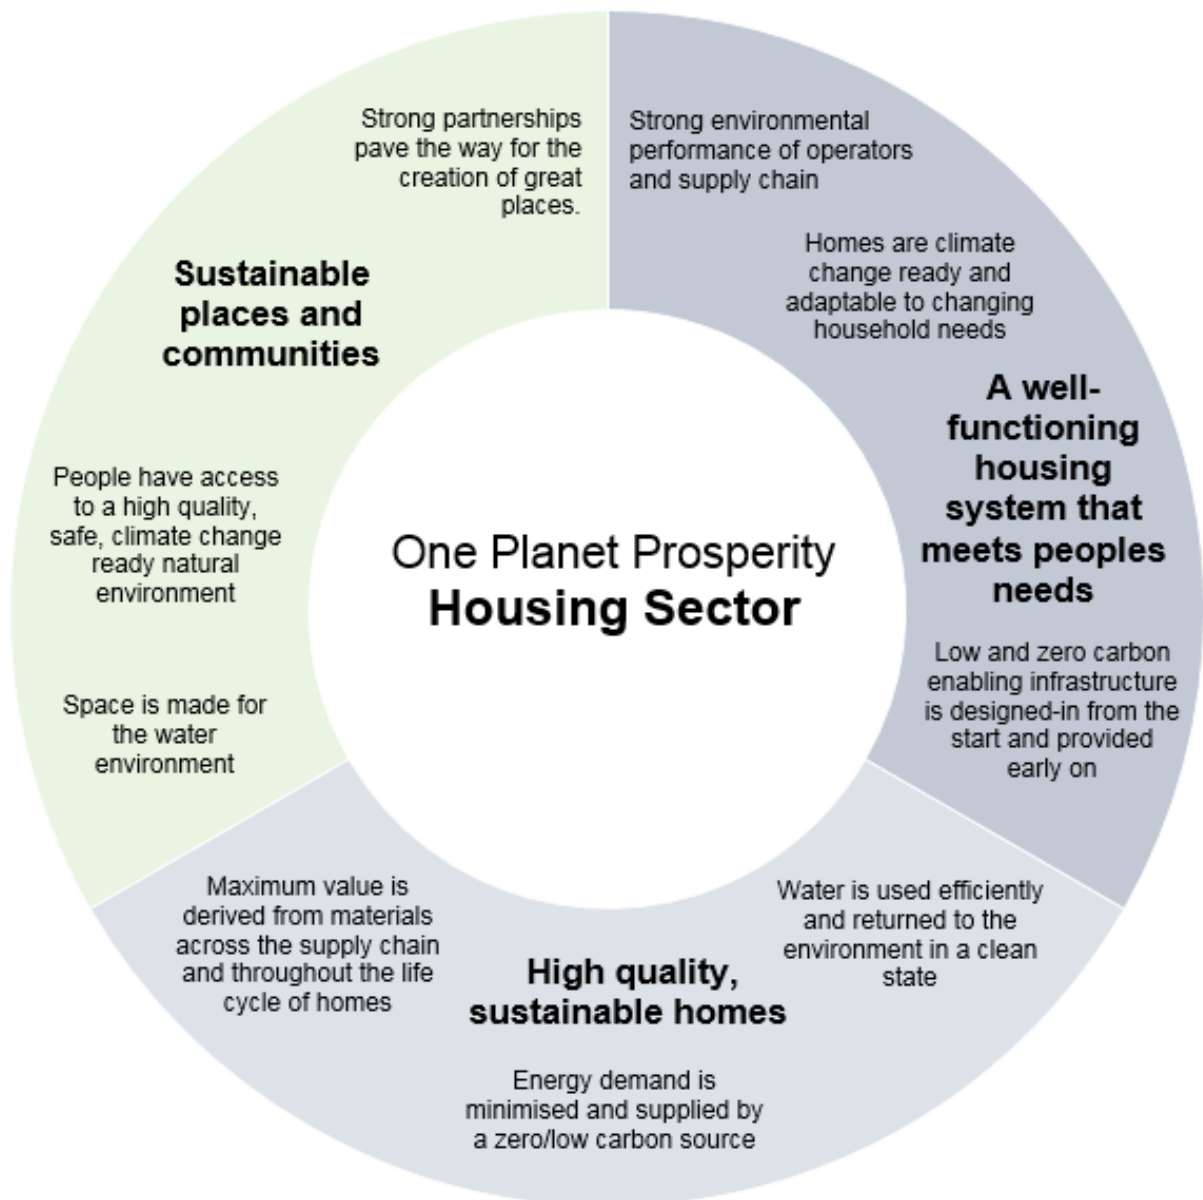 Strong partnerships
pave the way for the
creation of great
places.
Sustainable
places and
communities
People have access
to a high quality,
safe, climate change
ready natural
environment
Space is made for
the water
environment
Strong environmental
performance of operators
and supply chain
Homes are climate
change ready and
adaptable to changing
household needs
A well-
functioning
housing
system that
meets peoples
needs
Low and zero carbon
enabling infrastructure
is designed-in from the
start and provided
early on
One Planet Prosperity
Housing Sector
Maximum value is
derived from materials
across the supply chain
and throughout the life
cycle of homes
High quality,
sustainable homes
Water is used efficiently
and returned to the
environment in a clean
state
Energy demand is
minimised and supplied by
a zero/low carbon source